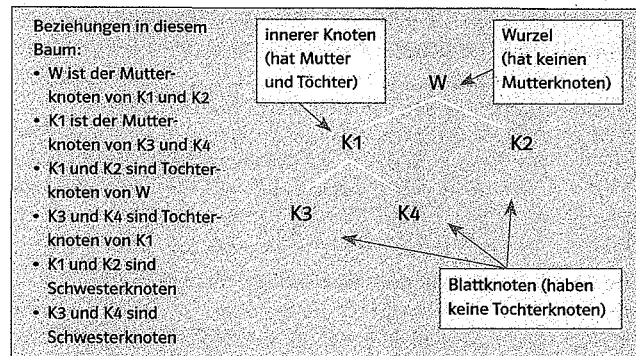 Beziehungen in diesem
Baum:
• W ist der Mutter-
knoten von K1 und K2
• K1 ist der Mutter-
knoten von K3 und K4
• K1 und K2 sind Tochter-
knoten von W
• K3 und K4 sind Tochter-
knoten von K1
• K1 und K2 sind
Schwesterknoten
• K3 und K4 sind
Schwesterknoten
innerer Knoten
(hat Mutter
und Töchter)
Wurzel
(hat keinen
Mutterknoten)
W
K1
K2
K3
K4
Blattknoten (haben
keine Tochterknoten)